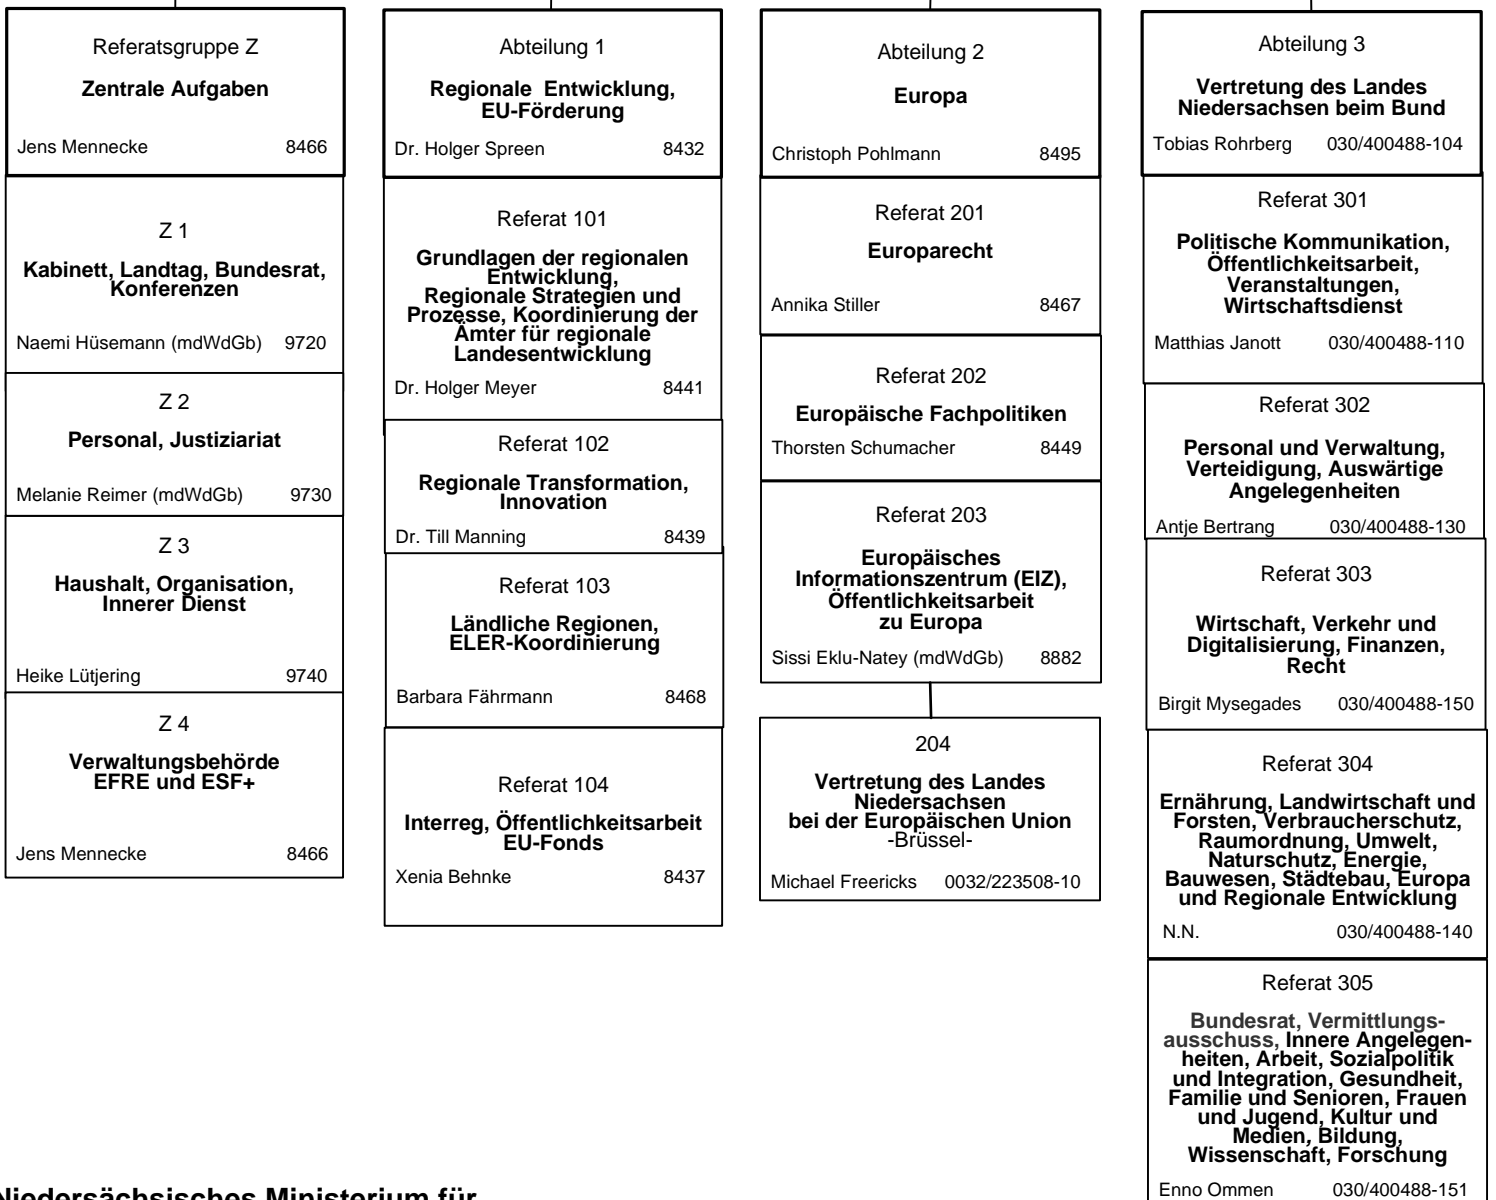 Referatsgruppe Z
Zentrale Aufgaben
Jens Mennecke 8466
Z 1
Kabinett, Landtag, Bundesrat,
Konferenzen
Naemi Hüsemann (mdWdGb) 9720
Z 2
Personal, Justiziariat
Melanie Reimer (mdWdGb) 9730
Z 3
Haushalt, Organisation,
Innerer Dienst
Heike Lütjering 9740
Z 4
Verwaltungsbehörde
EFRE und ESF+
Jens Mennecke 8466
Abteilung 1
Regionale Entwicklung,
EU-Förderung
Dr. Holger Spreen 8432
Referat 101
Grundlagen der regionalen
Entwicklung,
Regionale Strategien und
Prozesse, Koordinierung der
Ämter für regionale
Landesentwicklung
Dr. Holger Meyer 8441
Referat 102
Regionale Transformation,
Innovation
Dr. Till Manning 8439
Referat 103
Ländliche Regionen,
ELER-Koordinierung
Barbara Fährmann 8468
Referat 104
Interreg, Öffentlichkeitsarbeit
EU-Fonds
Xenia Behnke 8437
Abteilung 2
Europa
Christoph Pohlmann 8495
Referat 201
Europarecht
Annika Stiller 8467
Referat 202
Europäische Fachpolitiken
Thorsten Schumacher 8449
Referat 203
Europäisches
Informationszentrum (EIZ),
Öffentlichkeitsarbeit
zu Europa
Sissi Eklu-Natey (mdWdGb) 8882
204
Vertretung des Landes
Niedersachsen
bei der Europäischen Union
-Brüssel-
Michael Freericks 0032/223508-10
Abteilung 3
Vertretung des Landes
Niedersachsen beim Bund
Tobias Rohrberg 030/400488-104
Referat 301
Politische Kommunikation,
Öffentlichkeitsarbeit,
Veranstaltungen,
Wirtschaftsdienst
Matthias Janott 030/400488-110
Referat 302
Personal und Verwaltung,
Verteidigung, Auswärtige
Angelegenheiten
Antje Bertrang 030/400488-130
Referat 303
Wirtschaft, Verkehr und
Digitalisierung, Finanzen,
Recht
Birgit Mysegades 030/400488-150
Referat 304
Ernährung, Landwirtschaft und
Forsten, Verbraucherschutz,
Raumordnung, Umwelt,
Naturschutz, Energie,
Bauwesen, Städtebau, Europa
und Regionale Entwicklung
N.N. 030/400488-140
Referat 305
Bundesrat, Vermittlungs-
ausschuss, Innere Angelegen-
heiten, Arbeit, Sozialpolitik
und Integration, Gesundheit,
Familie und Senioren, Frauen
und Jugend, Kultur und
Medien, Bildung,
Wissenschaft, Forschung
Enno Ommen 030/400488-151
Niedersächsisches Ministerium für